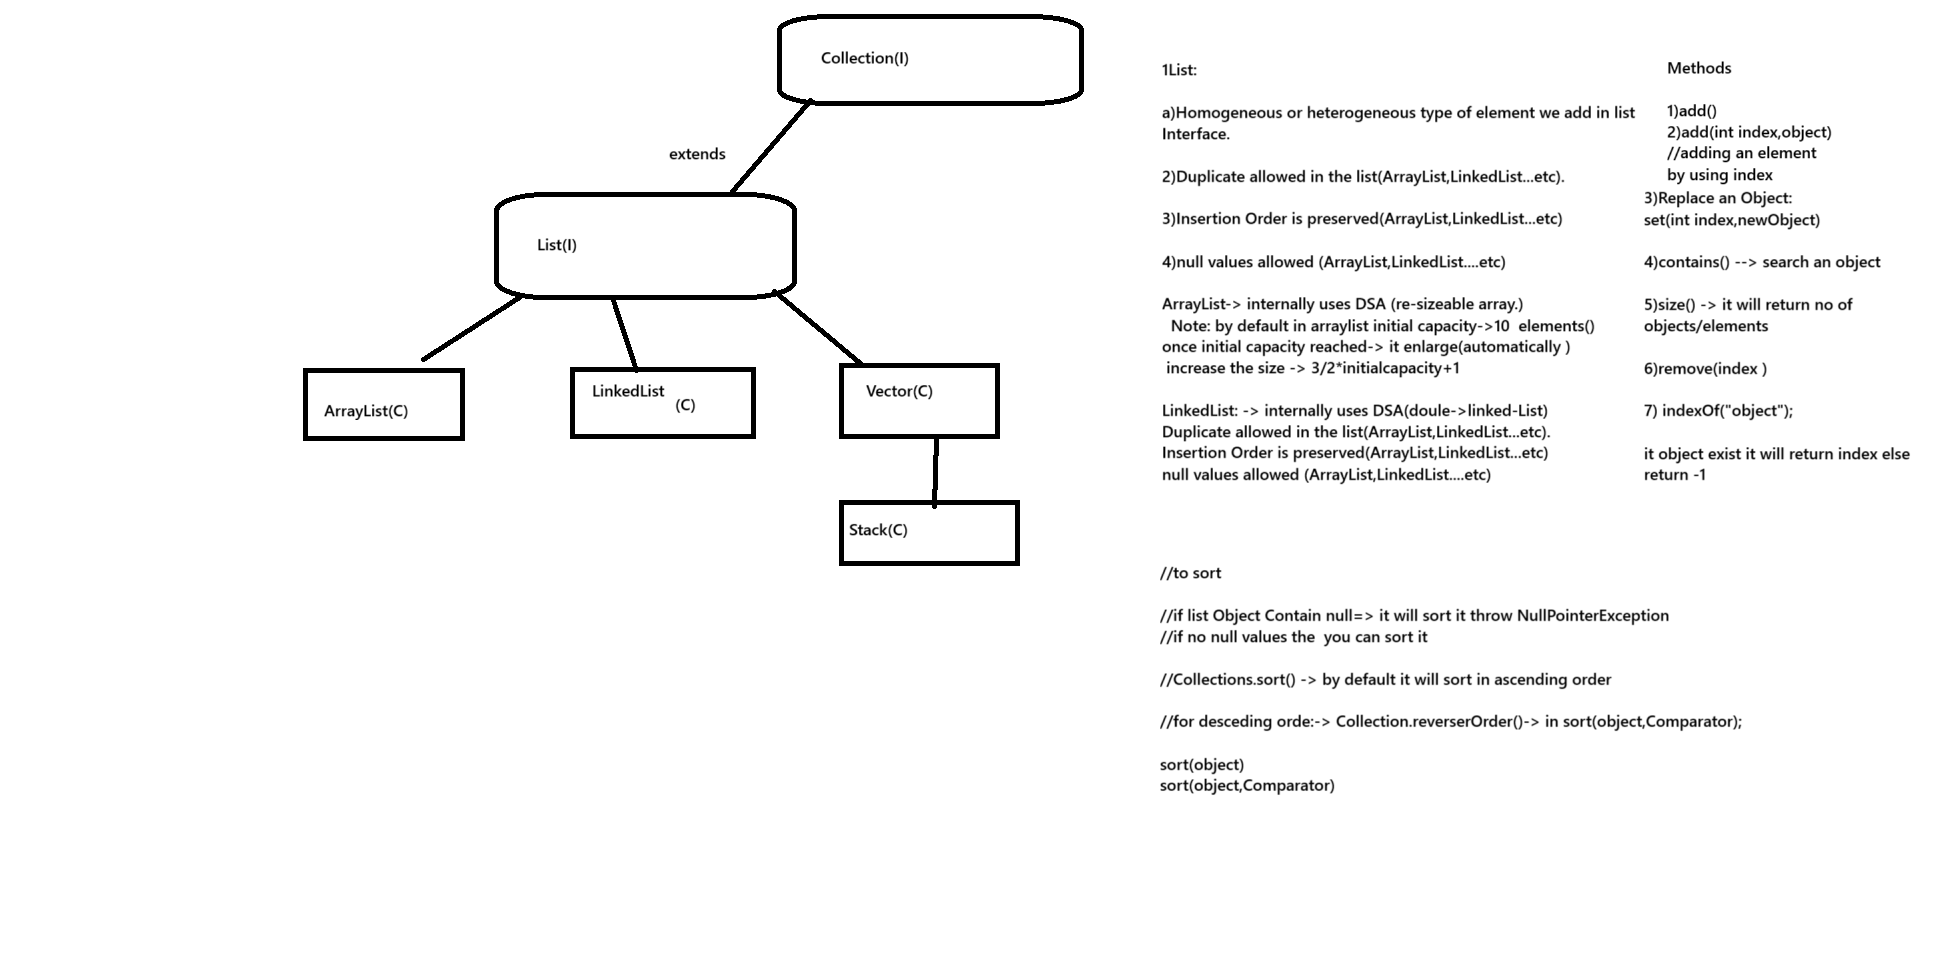 Collection(I)
extends
List(I)
ArrayList(C)
LinkedList
(C)
Vector(C)
Stack(C)
1List:
a)Homogeneous or heterogeneous type of element we add in list
Interface.
2)Duplicate allowed in the list(ArrayList,LinkedList...etc).
3)Insertion Order is preserved(ArrayList,LinkedList...etc)
4)null values allowed (ArrayList,LinkedList....etc)
ArrayList-> internally uses DSA (re-sizeable array.)
Note: by default in arraylist initial capacity->10  elements()
once initial capacity reached-> it enlarge(automatically )
increase the size -> 3/2*initialcapacity+1
LinkedList: -> internally uses DSA(doule->linked-List)
Duplicate allowed in the list(ArrayList,LinkedList...etc).
Insertion Order is preserved(ArrayList,LinkedList...etc)
null values allowed (ArrayList,LinkedList....etc)
Methods
1)add()
2)add(int index,object)
//adding an element
by using index
3)Replace an Object:
set(int index,newObject)
4)contains() --> search an object
5)size() -> it will return no of
objects/elements
6)remove(index )
7) indexOf("object");
it object exist it will return index else
return -1
//to sort
//if list Object Contain null=> it will sort it throw NullPointerException
//if no null values the  you can sort it
//Collections.sort() -> by default it will sort in ascending order
//for desceding orde:-> Collection.reverserOrder()-> in sort(object,Comparator);
sort(object)
sort(object,Comparator)